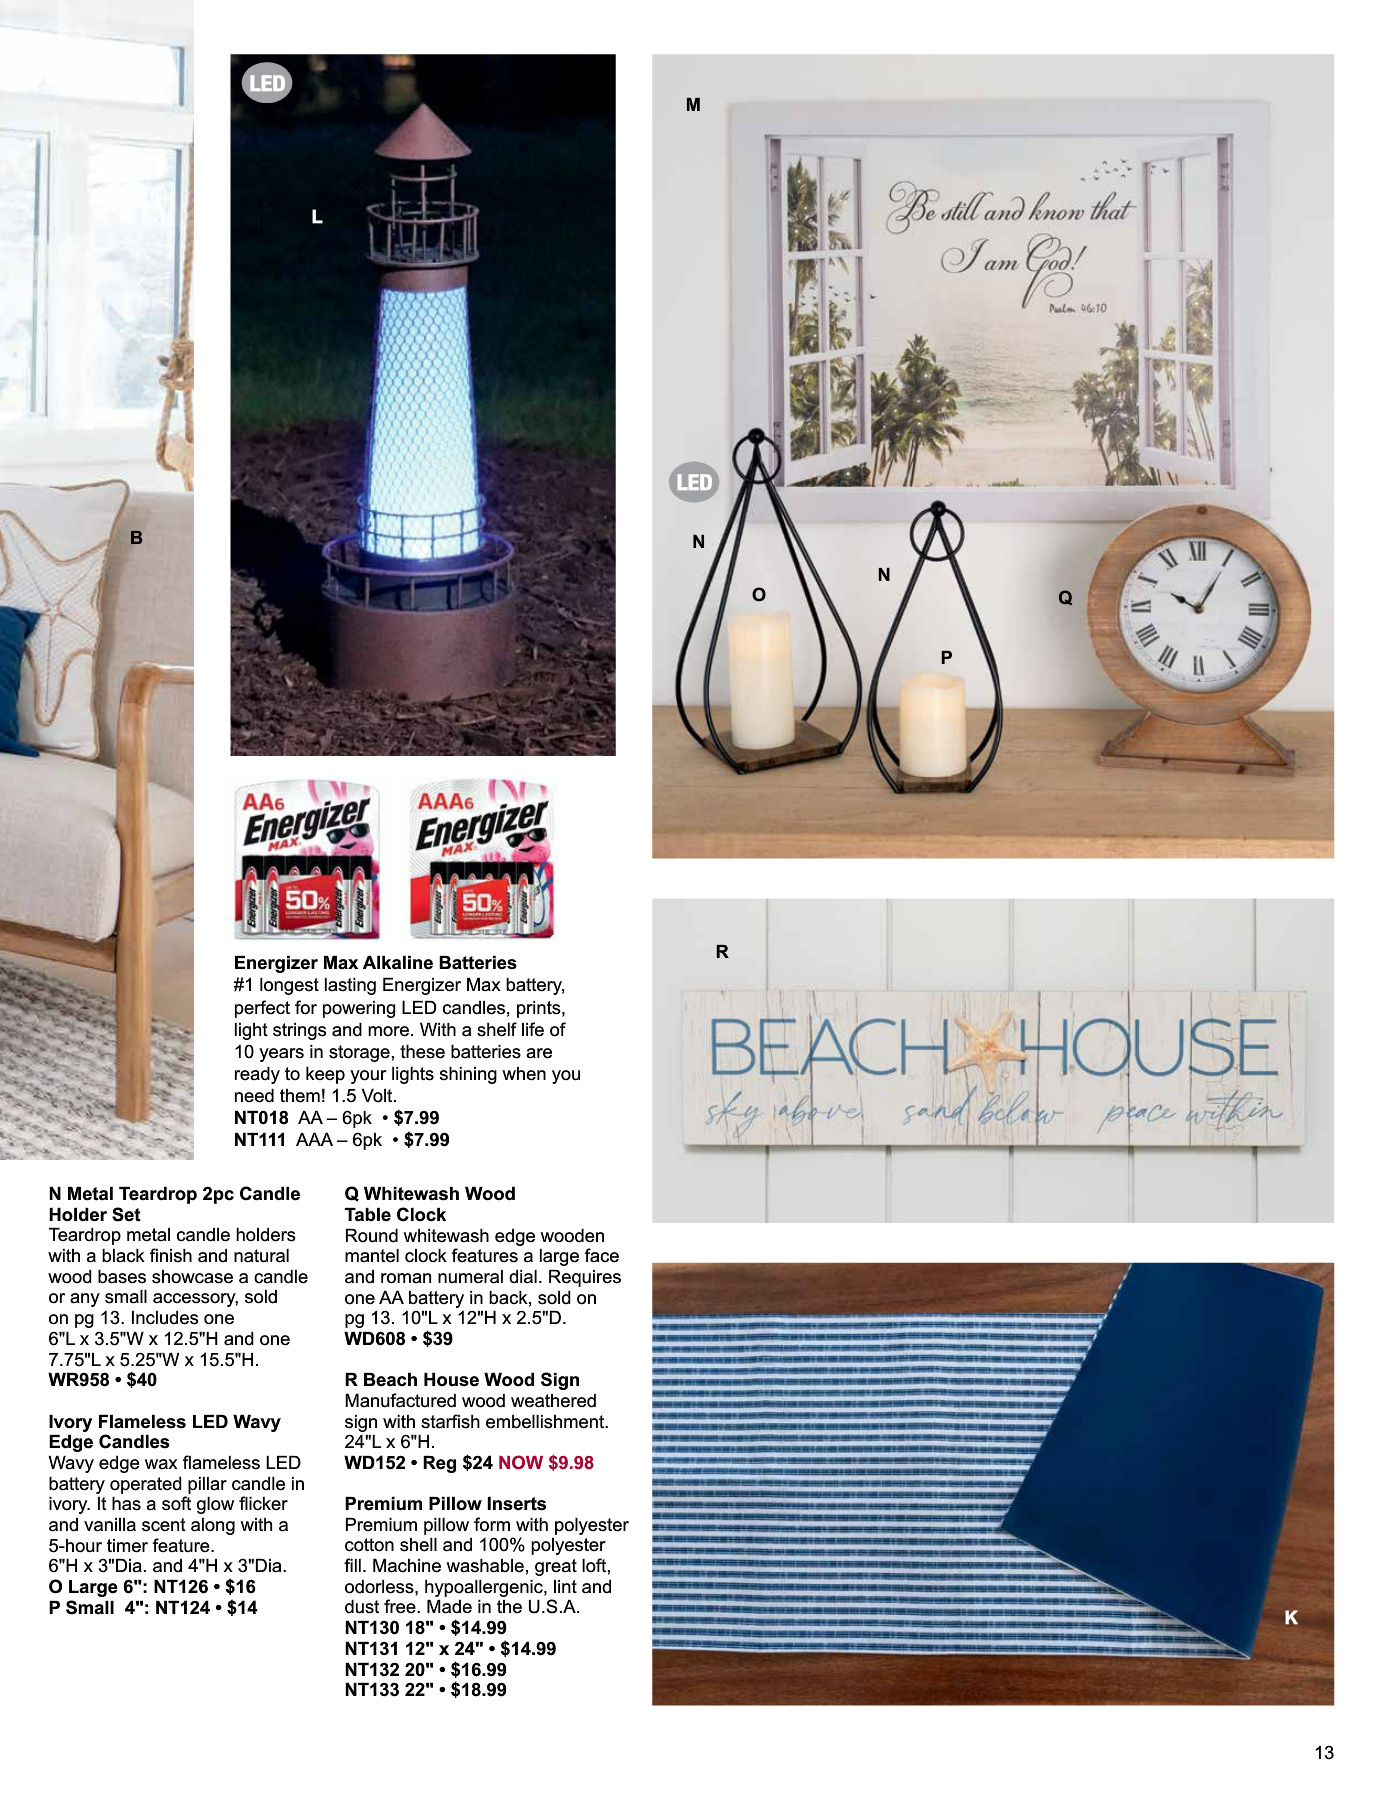 LED
L
M
Be still and know that
I am God!
Psalm 46:10
LED
N
N
O
P
Q
XII
B
AA6
Energizer
MAX
50%
LONGER LASTING
Energizer
Energizer
Energizer
Energizer
AAA6
Energizer
MAX
50%
LONGER LASTING
Energizer
Energizer
Energizer Max Alkaline Batteries
#1 longest lasting Energizer Max battery,
perfect for powering LED candles, prints,
light strings and more. With a shelf life of
10 years in storage, these batteries are
ready to keep your lights shining when you
need them! 1.5 Volt.
NT018 AA – 6pk • $7.99
NT111 AAA – 6pk • $7.99
R
BEACH HOUSE
sky above sand below peace within
N Metal Teardrop 2pc Candle
Holder Set
Teardrop metal candle holders
with a black finish and natural
wood bases showcase a candle
or any small accessory, sold
on pg 13. Includes one
6"L x 3.5"W x 12.5"H and one
7.75"L x 5.25"W x 15.5"H.
WR958 • $40
Ivory Flameless LED Wavy
Edge Candles
Wavy edge wax flameless LED
battery operated pillar candle in
ivory. It has a soft glow flicker
and vanilla scent along with a
5-hour timer feature.
6"H x 3"Dia. and 4"H x 3"Dia.
O Large 6": NT126 • $16
P Small 4": NT124 • $14
Q Whitewash Wood
Table Clock
Round whitewash edge wooden
mantel clock features a large face
and roman numeral dial. Requires
one AA battery in back, sold on
pg 13. 10"L x 12"H x 2.5"D.
WD608 • $39
R Beach House Wood Sign
Manufactured wood weathered
sign with starfish embellishment.
24"L x 6"H.
WD152 • Reg $24 NOW $9.98
Premium Pillow Inserts
Premium pillow form with polyester
cotton shell and 100% polyester
fill. Machine washable, great loft,
odorless, hypoallergenic, lint and
dust free. Made in the U.S.A.
NT130 18" • $14.99
NT131 12" x 24" • $14.99
NT132 20" • $16.99
NT133 22" • $18.99
K
13